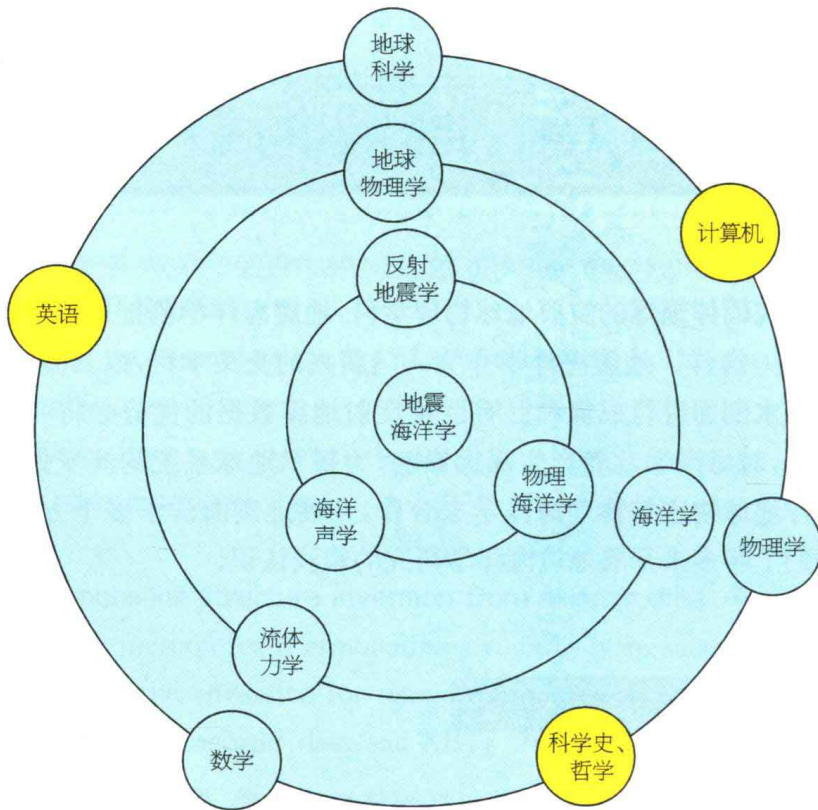 地球
科学
地球
物理学
计算机
反射
地震学
英语
地震
海洋学
物理
海洋学
海洋
声学
海洋学
物理学
流体
力学
数学
科学史、
哲学